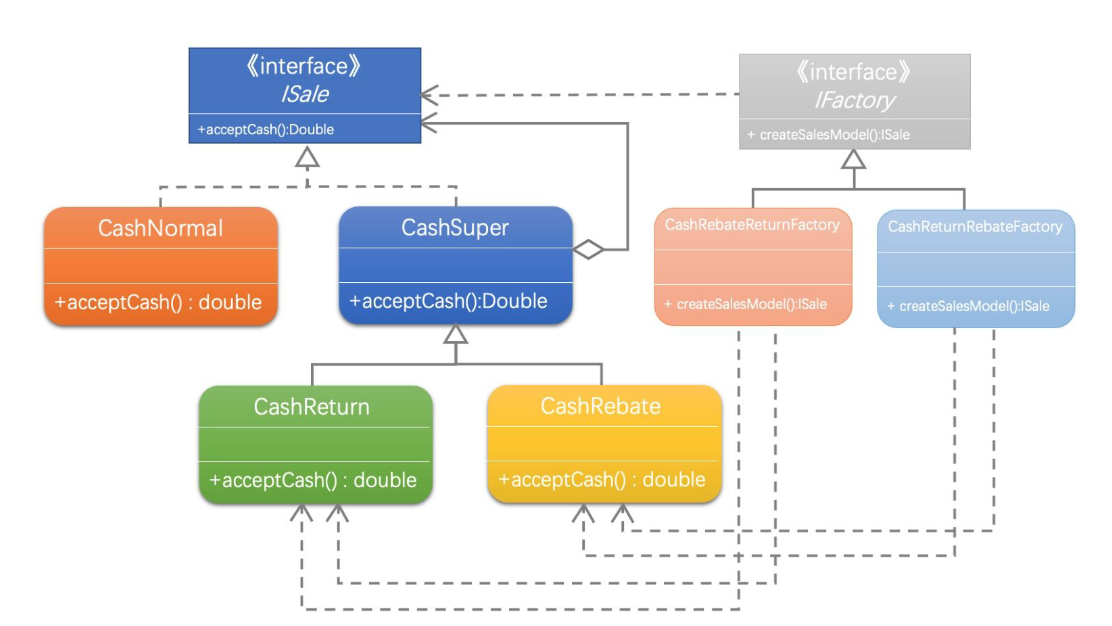 《interface》
ISale
+acceptCash():Double
《interface》
IFactory
+ createSalesModel():ISale
CashNormal
+acceptCash() : double
CashSuper
+acceptCash():Double
CashRebateReturnFactory
+ createSalesModel():ISale
CashReturnRebateFactory
+ createSalesModel():ISale
CashReturn
+acceptCash() : double
CashRebate
+acceptCash() : double